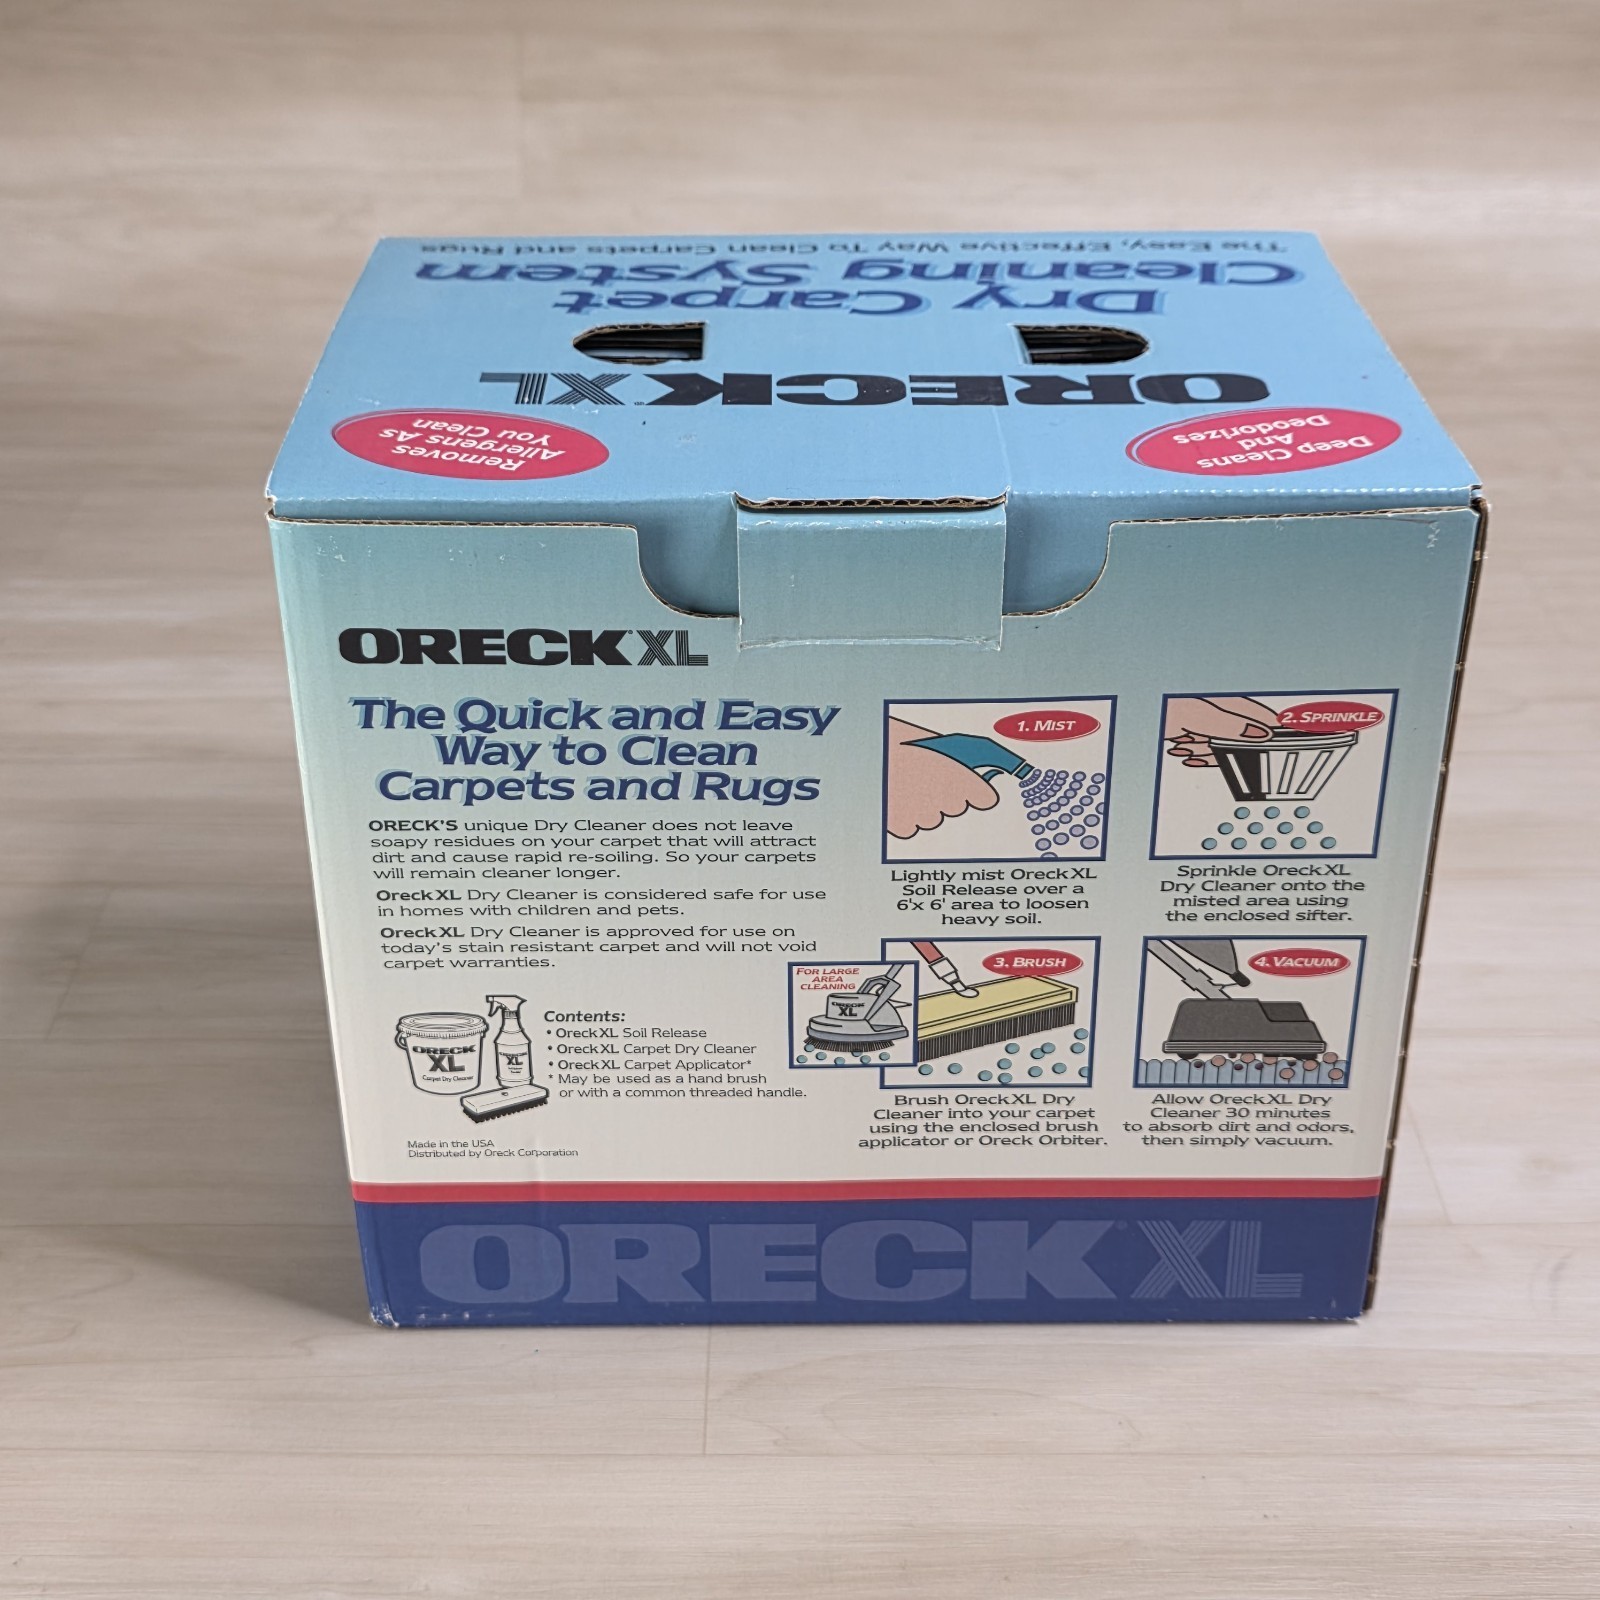 The Easy, Effective Way To Clean Carpets and Rugs
Dry Carpet
Cleaning System
ORECK XL
Deep Cleans
And
Deodorizes
Removes
Allergens As
You Clean
ORECK XL
The Quick and Easy
Way to Clean
Carpets and Rugs
ORECK'S unique Dry Cleaner does not leave
soapy residues on your carpet that will attract
dirt and cause rapid re-soiling. So your carpets
will remain cleaner longer.
Oreck XL Dry Cleaner is considered safe for use
in homes with children and pets.
Oreck XL Dry Cleaner is approved for use on
today's stain resistant carpet and will not void
carpet warranties.
ORECK
XL
Carpet Dry Cleaner
XL
Contents:
• Oreck XL Soil Release
• Oreck XL Carpet Dry Cleaner
• Oreck XL Carpet Applicator*
* May be used as a hand brush
or with a common threaded handle.
Made in the USA
Distributed by Oreck Corporation
1. MIST
Lightly mist Oreck XL
Soil Release over a
6'x 6' area to loosen
heavy soil.
2. SPRINKLE
Sprinkle Oreck XL
Dry Cleaner onto the
misted area using
the enclosed sifter.
FOR LARGE
AREA
CLEANING
ORECK
XL
3. BRUSH
Brush Oreck XL Dry
Cleaner into your carpet
using the enclosed brush
applicator or Oreck Orbiter.
4. VACUUM
Allow Oreck XL Dry
Cleaner 30 minutes
to absorb dirt and odors,
then simply vacuum.
ORECK XL